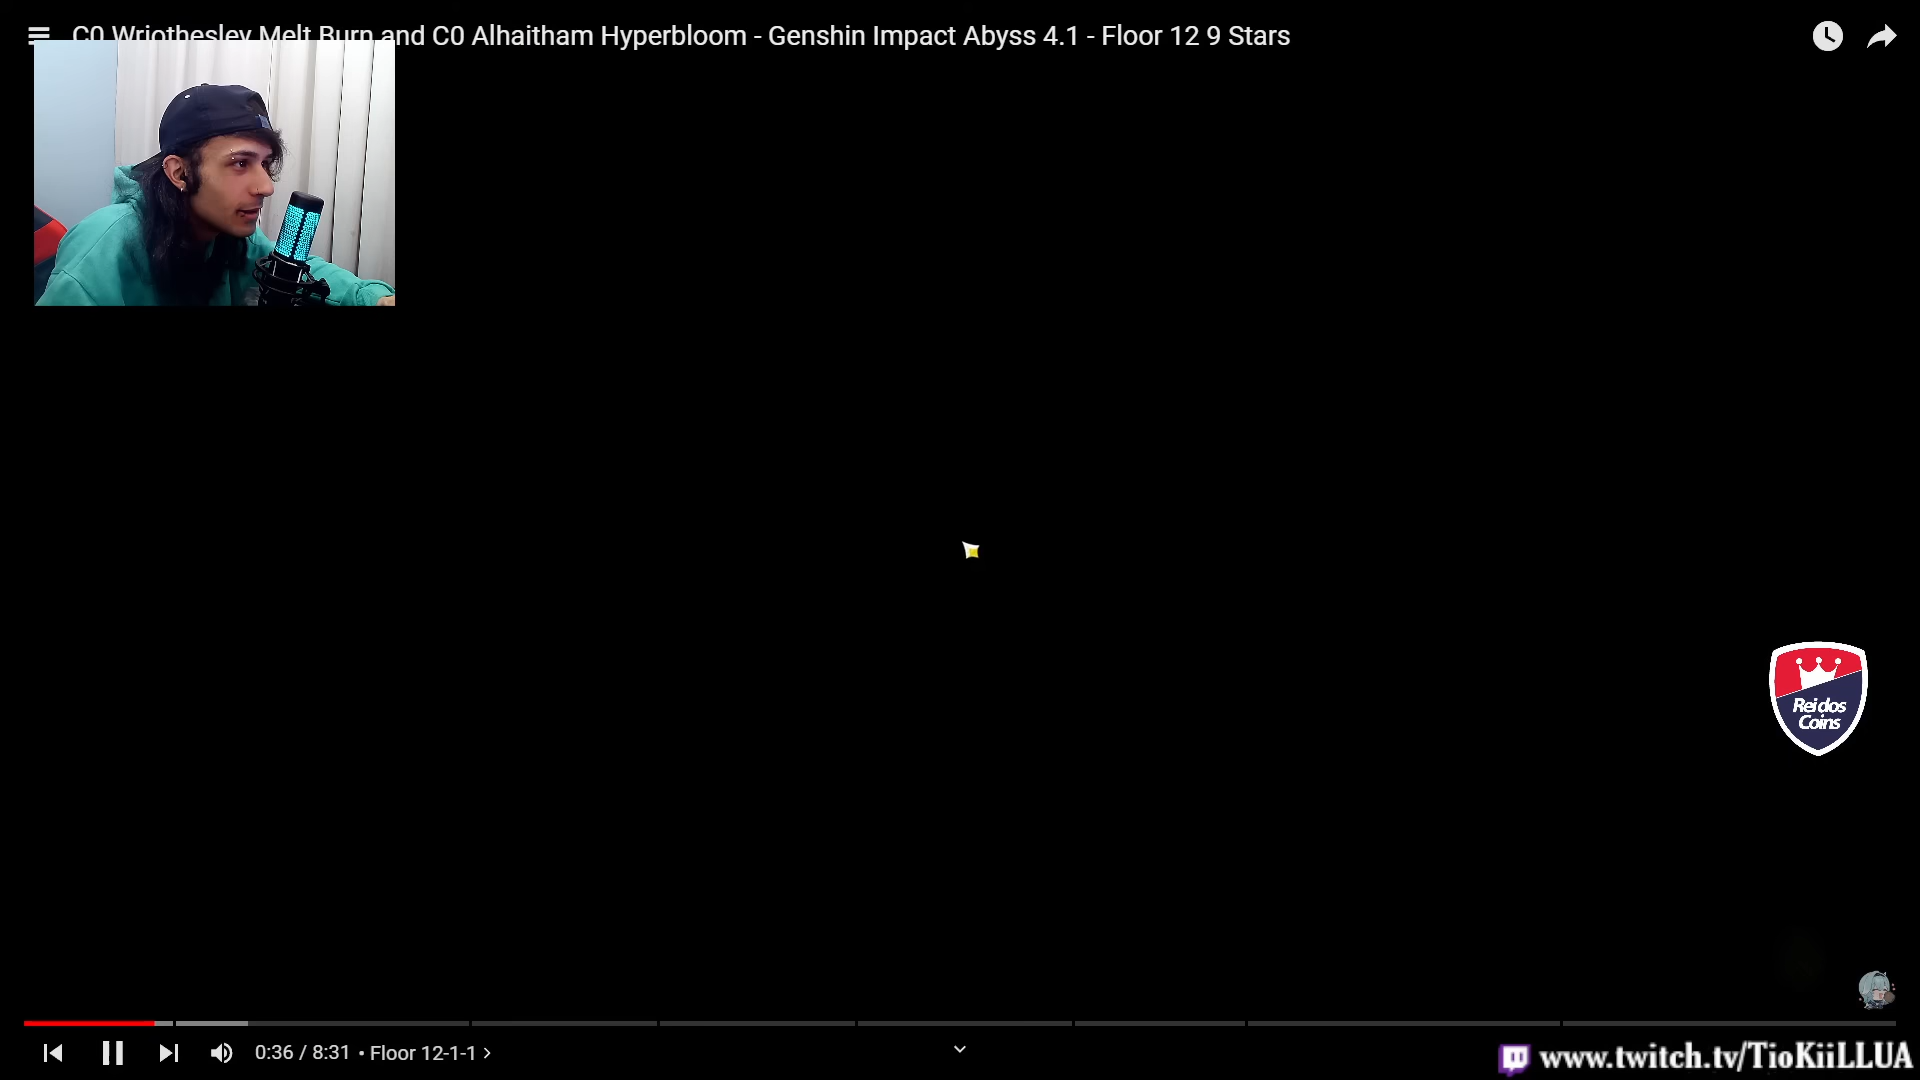 C0 Wriothesley Melt Burn and C0 Alhaitham Hyperbloom - Genshin Impact Abyss 4.1 - Floor 12 9 Stars
Rei dos
Coins
0:36 / 8:31 • Floor 12-1-1
www.twitch.tv/TioKiiLLUA